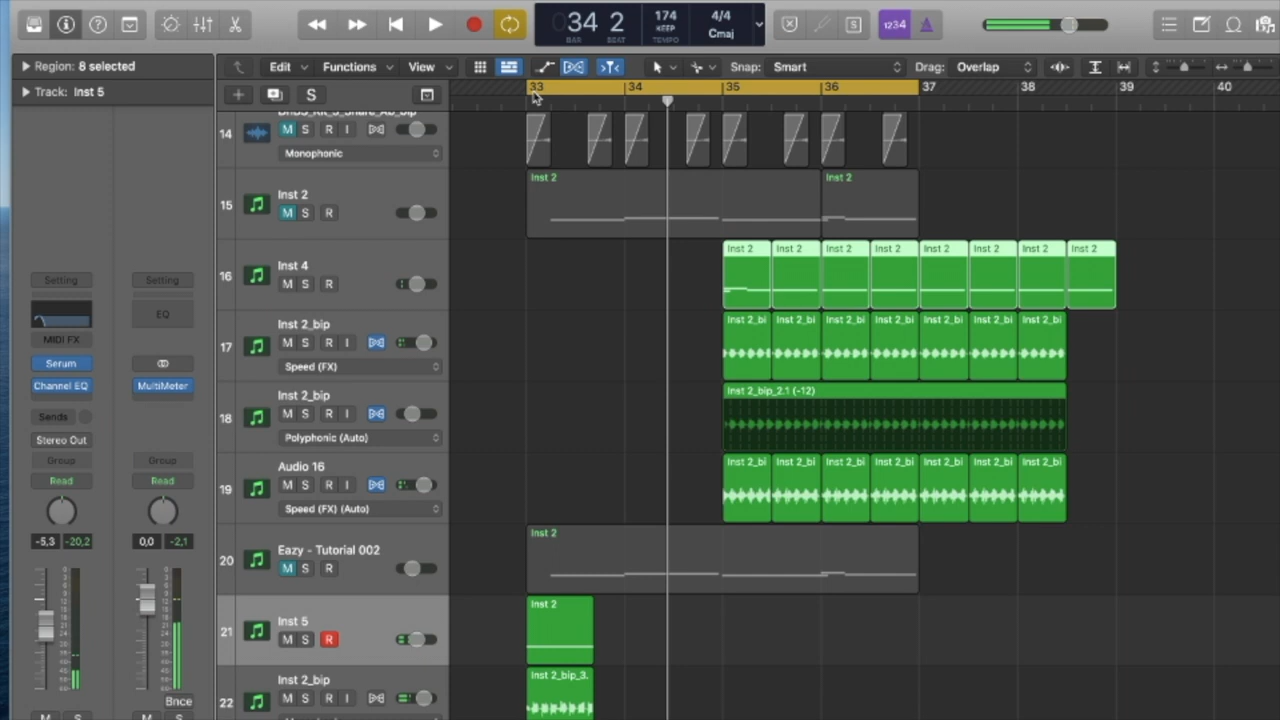 34 2
BAR BEAT
174
KEEP
TEMPO
4/4
Cmaj
S
1234
Region: 8 selected
Track: Inst 5
Edit Functions View
Snap: Smart
Drag: Overlap
S
33 34 35 36 37 38 39 40
14
M S R I
Monophonic
15 Inst 2
M S R
Inst 2 Inst 2
16 Inst 4
M S R
Inst 2 Inst 2 Inst 2 Inst 2 Inst 2 Inst 2 Inst 2 Inst 2
17 Inst 2_bip
M S R I
Speed (FX)
Inst 2_bi Inst 2_bi Inst 2_bi Inst 2_bi Inst 2_bi Inst 2_bi Inst 2_bi
18 Inst 2_bip
M S R I
Polyphonic (Auto)
Inst 2_bip_2.1 (-12)
19 Audio 16
M S R I
Speed (FX) (Auto)
Inst 2_bi Inst 2_bi Inst 2_bi Inst 2_bi Inst 2_bi Inst 2_bi Inst 2_bi
20 Eazy - Tutorial 002
M S R
Inst 2
21 Inst 5
M S R
Inst 2
22 Inst 2_bip
M S R I
Inst 2_bip_3.
Setting Setting
EQ
MIDI FX
Serum
Channel EQ MultiMeter
Sends
Stereo Out
Group Group
Read Read
-5,3 -20,2 0,0 -2,1
Bnce
M S M S